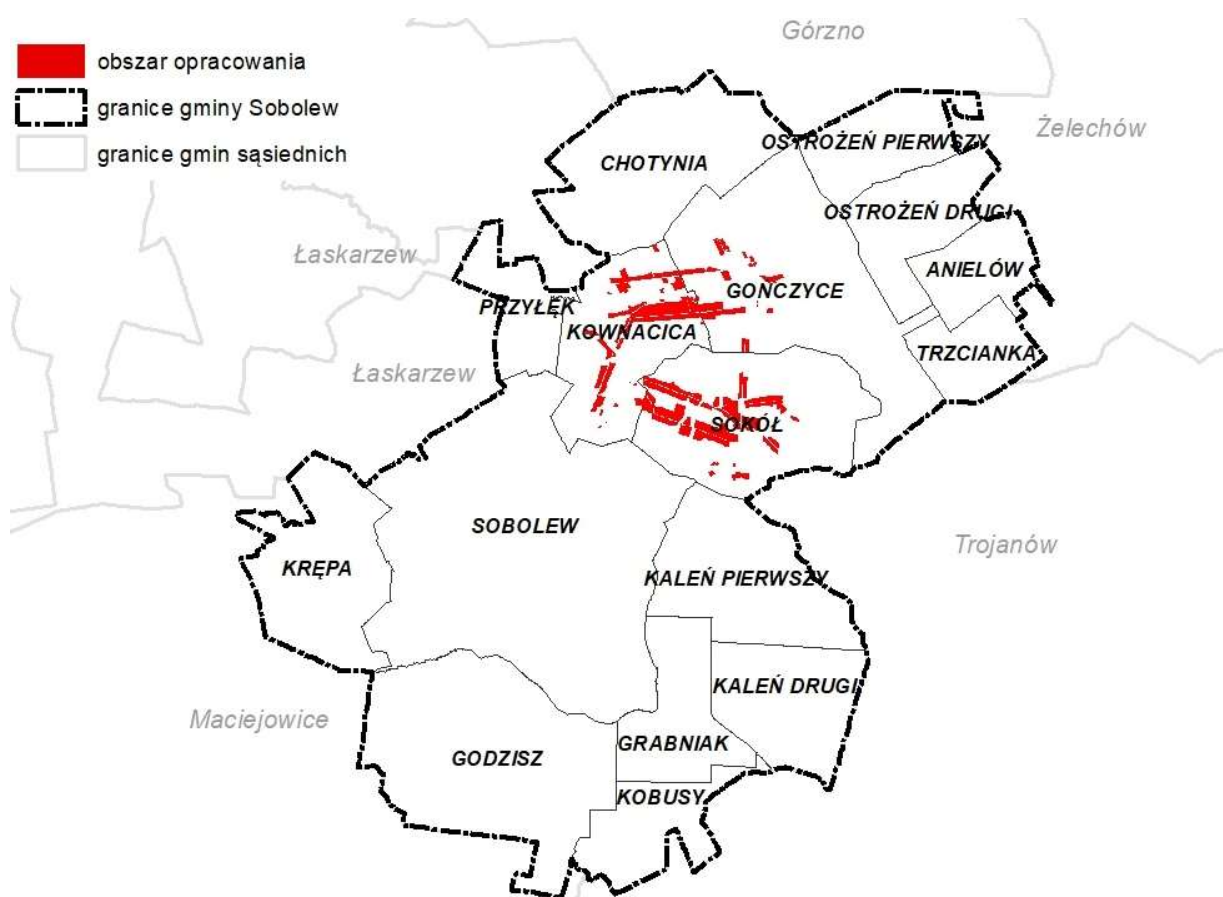 Górzno
obszar opracowania
granice gminy Sobolew
Żelechów
OSTROŻEŃ PIERWSZY
granice gmin sąsiednich
CHOTYNIA
OSTROŻEŃ DRUGI
Łaskarzew
ANIELÓW
GOŃCZYCE
PRZYŁĘK
KOWNACICA
TRZCIANKA
Łaskarzew
SOKÓŁ
SOBOLEW
Trojanów
KRĘPA
KALEŃ PIERWSZY
KALEŃ DRUGI
Maciejowice
GRABNIAK
GODZISZ
KOBUSY